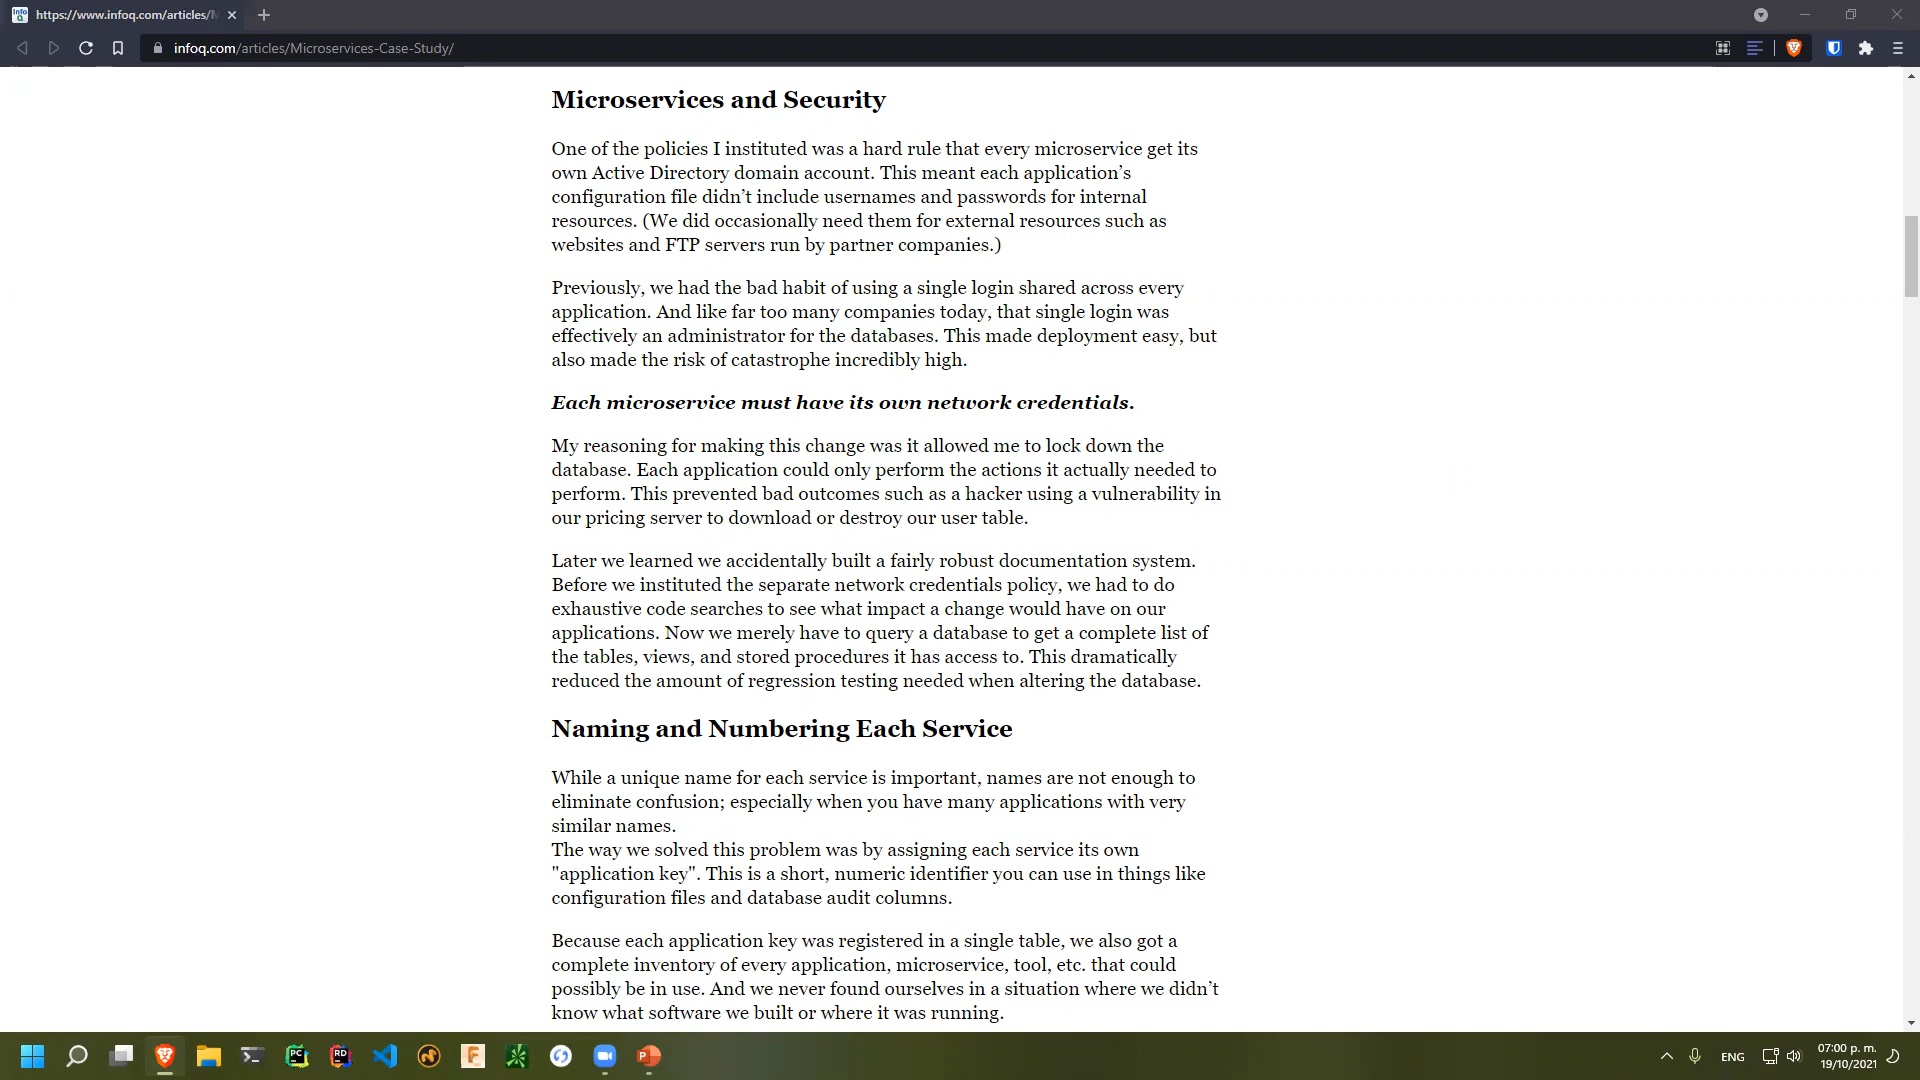 https://www.infoq.com/articles/M
infoq.com/articles/Microservices-Case-Study/
Microservices and Security
One of the policies I instituted was a hard rule that every microservice get its
own Active Directory domain account. This meant each application’s
configuration file didn’t include usernames and passwords for internal
resources. (We did occasionally need them for external resources such as
websites and FTP servers run by partner companies.)
Previously, we had the bad habit of using a single login shared across every
application. And like far too many companies today, that single login was
effectively an administrator for the databases. This made deployment easy, but
also made the risk of catastrophe incredibly high.
Each microservice must have its own network credentials.
My reasoning for making this change was it allowed me to lock down the
database. Each application could only perform the actions it actually needed to
perform. This prevented bad outcomes such as a hacker using a vulnerability in
our pricing server to download or destroy our user table.
Later we learned we accidentally built a fairly robust documentation system.
Before we instituted the separate network credentials policy, we had to do
exhaustive code searches to see what impact a change would have on our
applications. Now we merely have to query a database to get a complete list of
the tables, views, and stored procedures it has access to. This dramatically
reduced the amount of regression testing needed when altering the database.
Naming and Numbering Each Service
While a unique name for each service is important, names are not enough to
eliminate confusion; especially when you have many applications with very
similar names.
The way we solved this problem was by assigning each service its own
"application key". This is a short, numeric identifier you can use in things like
configuration files and database audit columns.
Because each application key was registered in a single table, we also got a
complete inventory of every application, microservice, tool, etc. that could
possibly be in use. And we never found ourselves in a situation where we didn’t
know what software we built or where it was running.
PC
RD
F
P
ENG
07:00 p. m.
19/10/2021